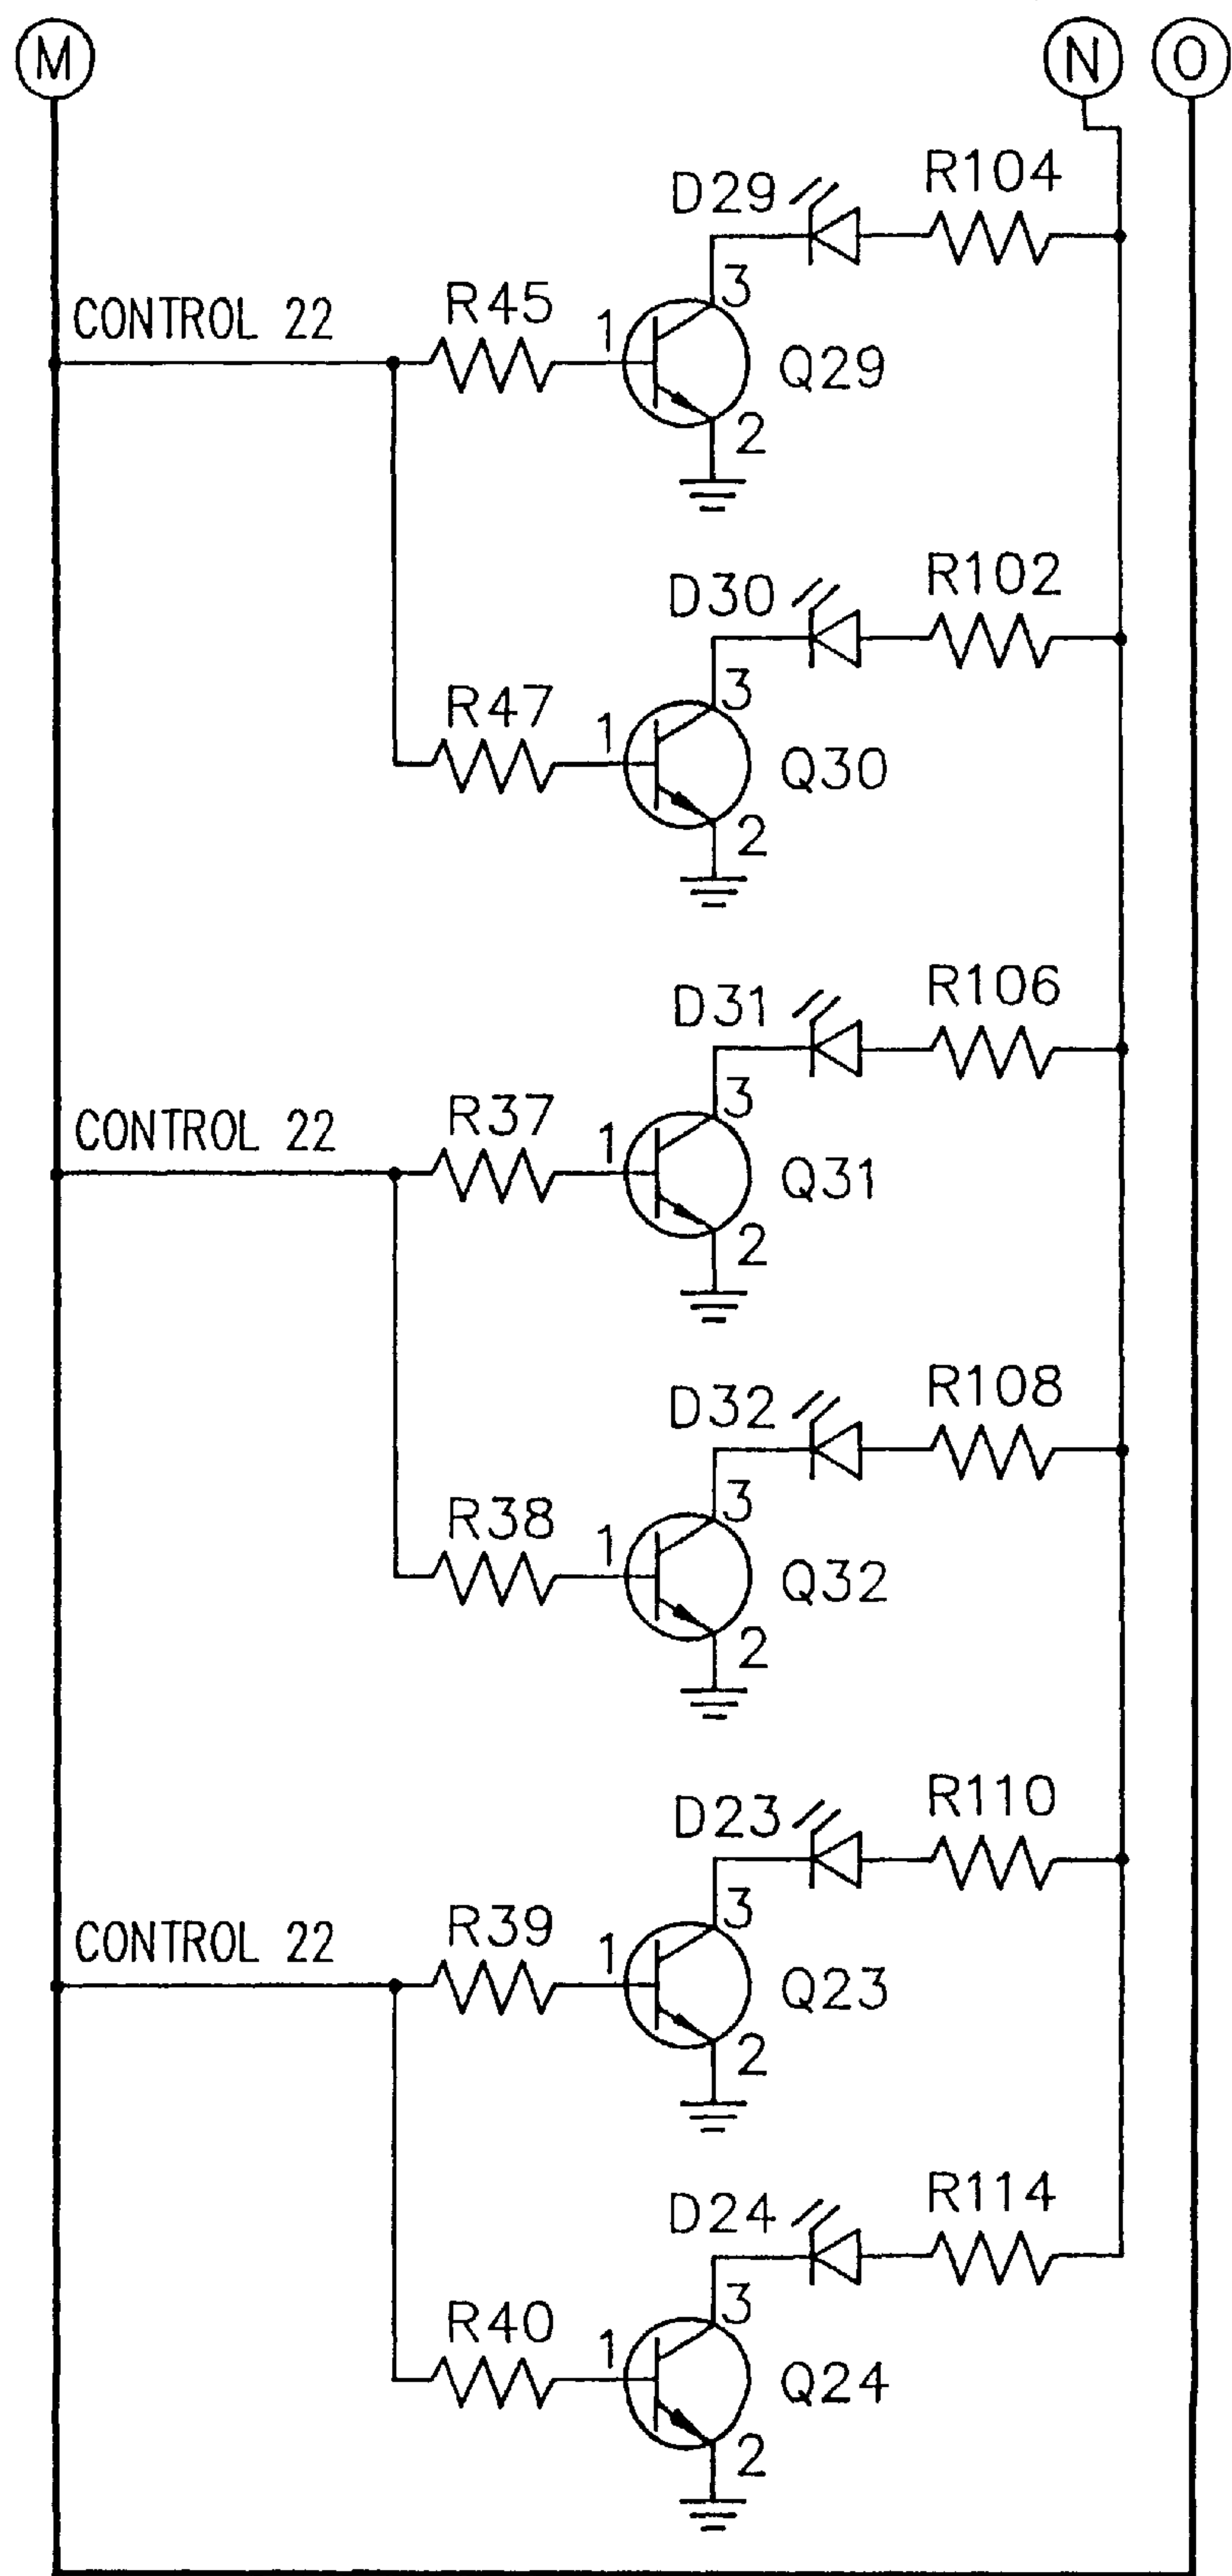 M
N
O
D29
R104
3
CONTROL 22
R45
1
Q29
2
D30
R102
3
R47
1
Q30
2
D31
R106
3
CONTROL 22
R37
1
Q31
2
D32
R108
3
R38
1
Q32
2
D23
R110
3
CONTROL 22
R39
1
Q23
2
D24
R114
3
R40
1
Q24
2